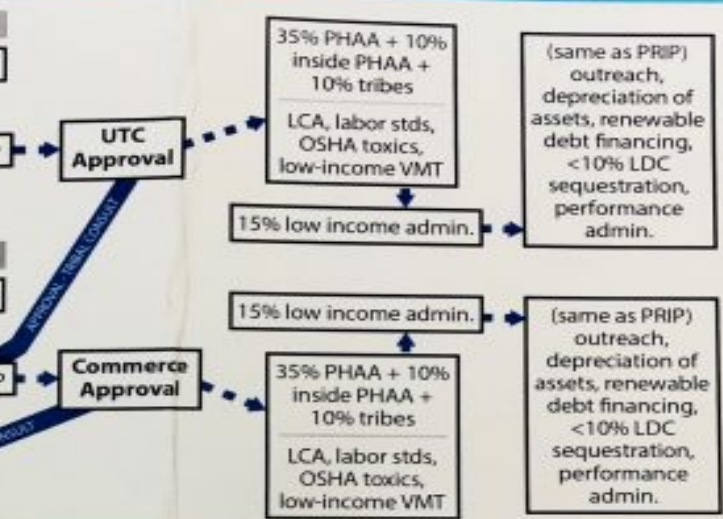 35% PHAA + 10%
inside PHAA +
10% tribes
LCA, labor stds,
OSHA toxics,
low-income VMT
(same as PRIP)
outreach,
depreciation of
assets, renewable
debt financing,
<10% LDC
sequestration,
performance
admin.
UTC
Approval
15% low income admin.
APPROVAL - TRIBAL CONSULT
15% low income admin.
Commerce
Approval
35% PHAA + 10%
inside PHAA +
10% tribes
LCA, labor stds,
OSHA toxics,
low-income VMT
(same as PRIP)
outreach,
depreciation of
assets, renewable
debt financing,
<10% LDC
sequestration,
performance
admin.